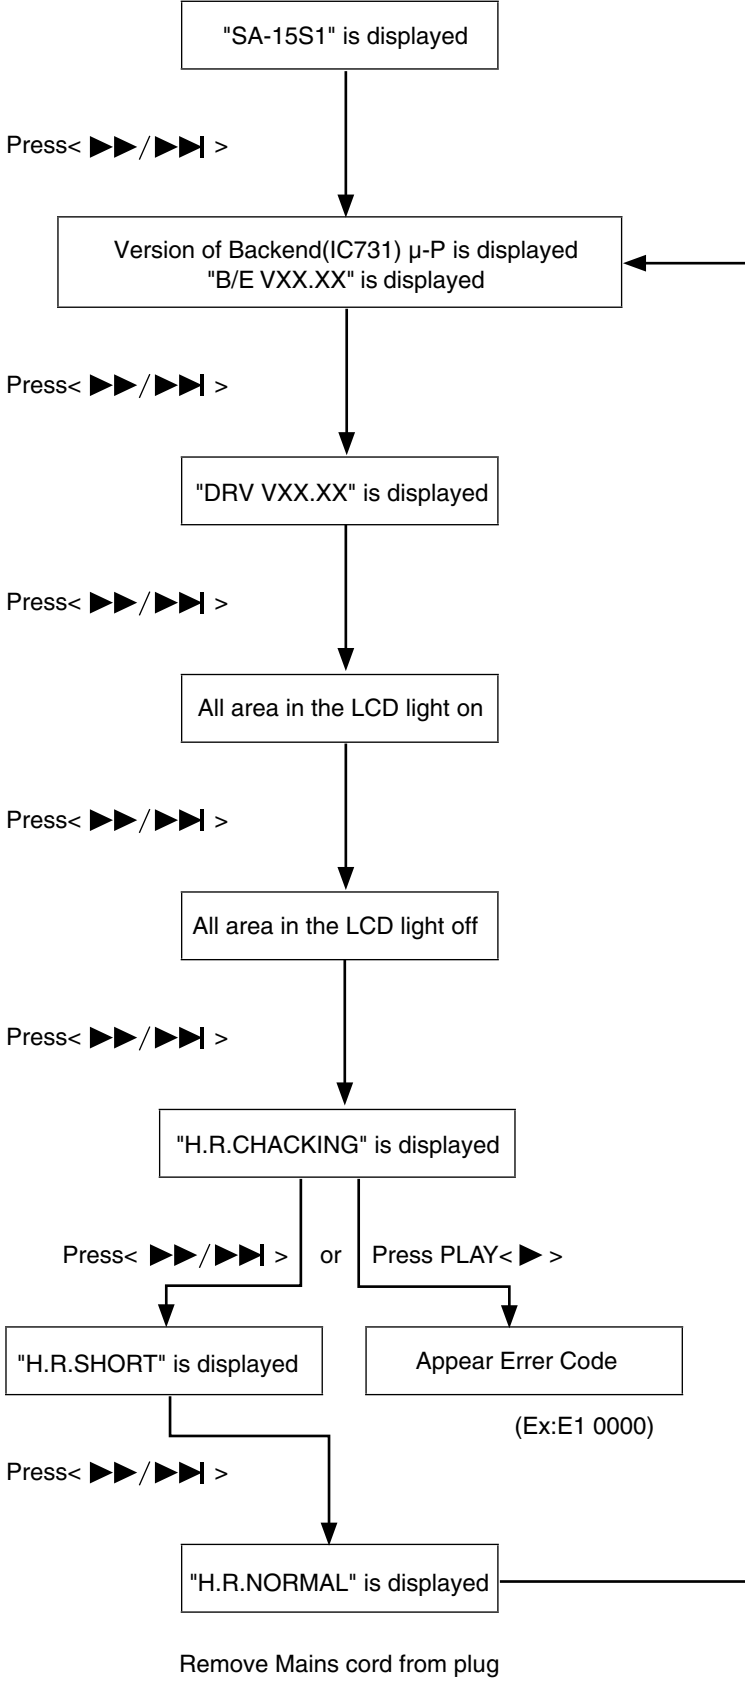 "SA-15S1" is displayed
Press< ▶▶/▶▶| >
Version of Backend(IC731) µ-P is displayed
"B/E VXX.XX" is displayed
Press< ▶▶/▶▶| >
"DRV VXX.XX" is displayed
Press< ▶▶/▶▶| >
All area in the LCD light on
Press< ▶▶/▶▶| >
All area in the LCD light off
Press< ▶▶/▶▶| >
"H.R.CHACKING" is displayed
Press< ▶▶/▶▶| > or Press PLAY< ▶ >
"H.R.SHORT" is displayed
Appear Errer Code
(Ex:E1 0000)
Press< ▶▶/▶▶| >
"H.R.NORMAL" is displayed
Remove Mains cord from plug